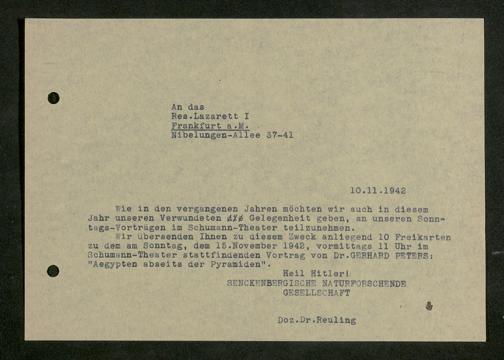 An das
Res.Lazarett I
Frankfurt a.M.
Nibelungen-Allee 37-41
10.11.1942
Wie in den vergangenen Jahren möchten wir auch in diesem
Jahr unseren Verwundeten Gelegenheit geben, an unseren Sonn-
tags-Vorträgen im Schumann-Theater teilzunehmen.
Wir übersenden Ihnen zu diesem Zweck anliegend 10 Freikarten
zu dem am Sonntag, dem 15.November 1942, vormittags 11 Uhr im
Schumann-Theater stattfindenden Vortrag von Dr.GERHARD PETERS:
"Aegypten abseits der Pyramiden".
Heil Hitler!
SENCKENBERGISCHE NATURFORSCHENDE
GESELLSCHAFT
Doz.Dr.Reuling